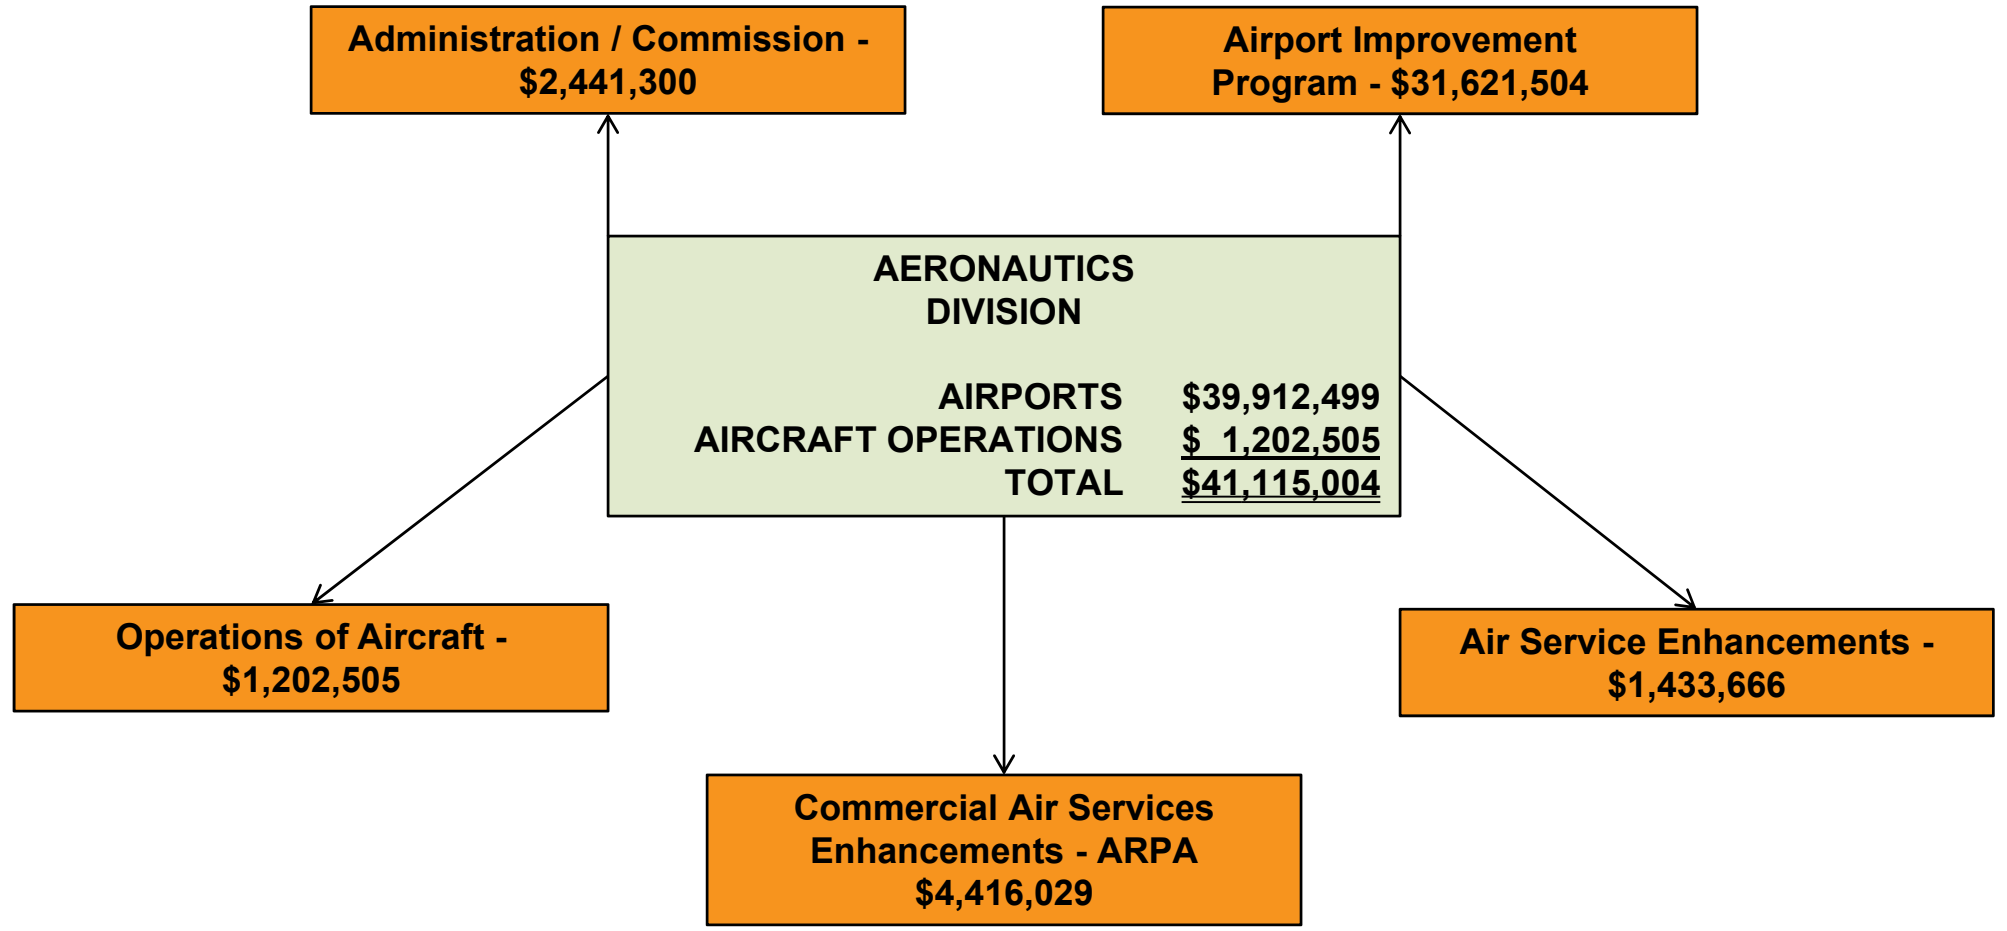 Administration / Commission -
$2,441,300
Airport Improvement
Program - $31,621,504
AERONAUTICS
DIVISION
AIRPORTS $39,912,499
AIRCRAFT OPERATIONS $ 1,202,505
TOTAL $41,115,004
Operations of Aircraft -
$1,202,505
Air Service Enhancements -
$1,433,666
Commercial Air Services
Enhancements - ARPA
$4,416,029